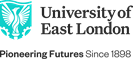 University of
East London
Pioneering Futures Since 1898